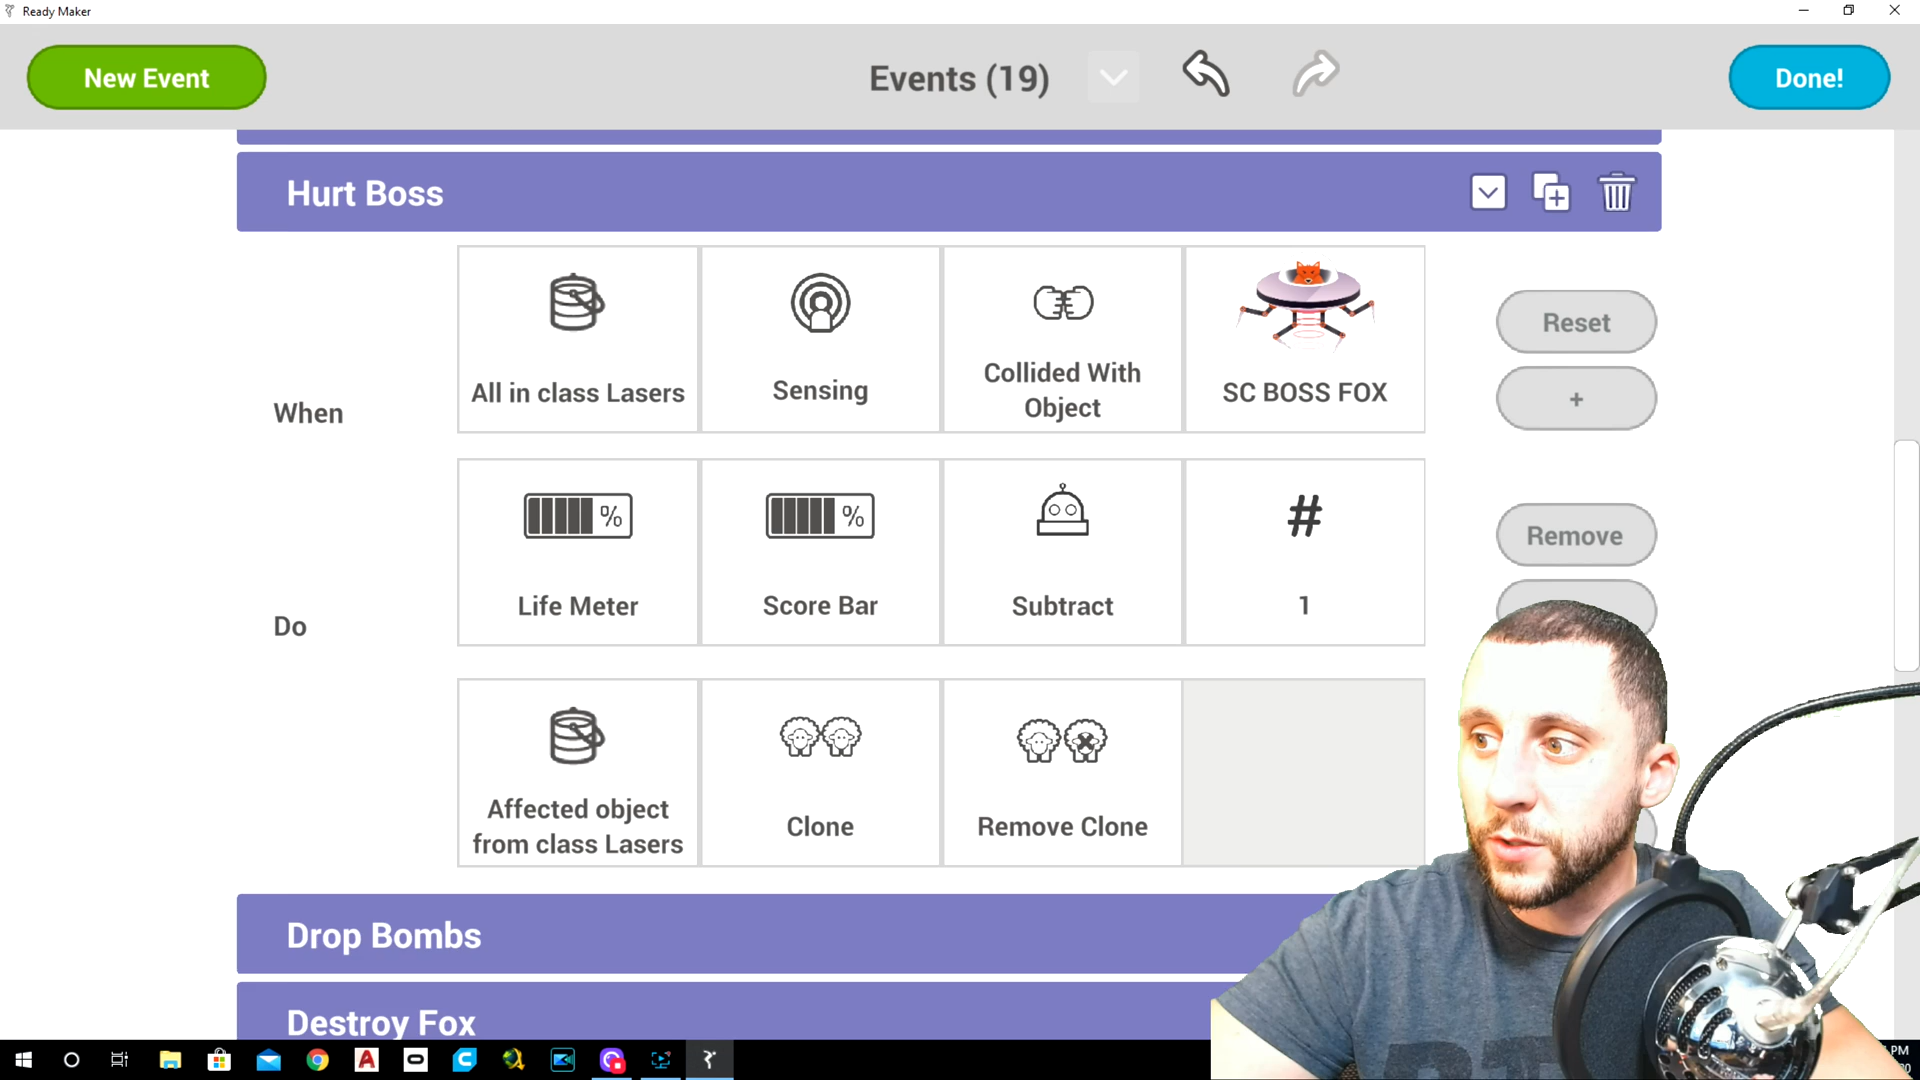 Ready Maker
New Event
Events (19)
Done!
Hurt Boss
When
All in class Lasers
Sensing
Collided With
Object
SC BOSS FOX
Reset
+
Do
%
Life Meter
%
Score Bar
Subtract
#
1
Remove
Affected object
from class Lasers
Clone
Remove Clone
Drop Bombs
Destroy Fox
PM